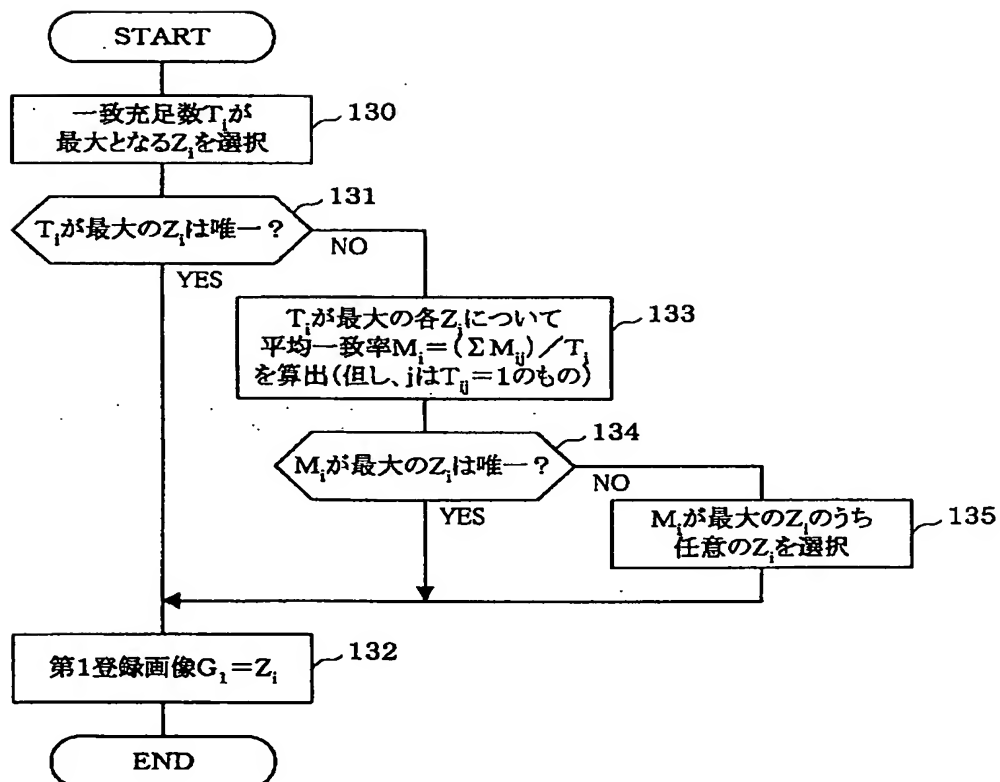 START
一致充足数Tiが
最大となるZiを選択
130
Tiが最大のZiは唯一？
131
NO
YES
Tiが最大の各Ziについて
平均一致率Mi＝(ΣMij)／Ti
を算出(但し、jはTij＝1のもの)
133
Miが最大のZiは唯一？
134
NO
YES
Miが最大のZiのうち
任意のZiを選択
135
第1登録画像G1＝Zi
132
END